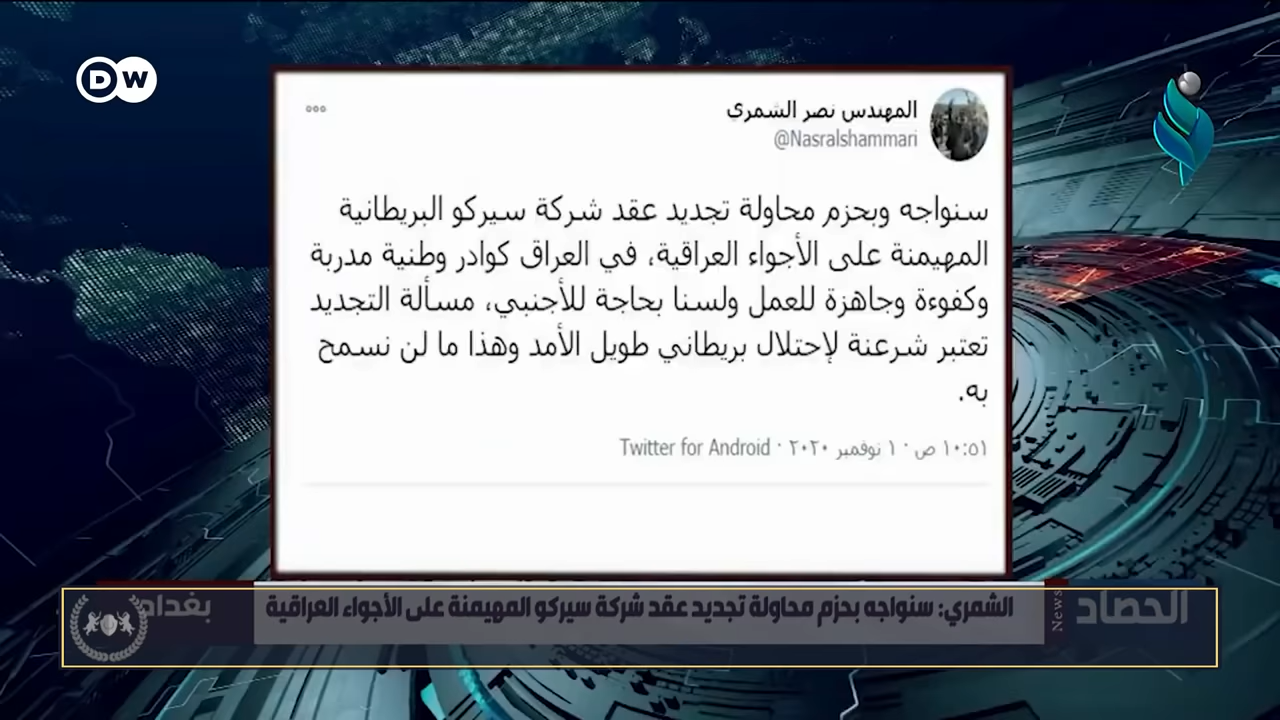 DW
المهندس نصر الشمري
@Nasralshammari
سنواجه وبحزم محاولة تجديد عقد شركة سيركو البريطانية
المهيمنة على الأجواء العراقية، في العراق كوادر وطنية مدربة
وكفوءة وجاهزة للعمل ولسنا بحاجة للأجنبي، مسألة التجديد
تعتبر شرعنة لإحتلال بريطاني طويل الأمد وهذا ما لن نسمح
به.
١٠:٥١ ص · ١ نوفمبر ٢٠٢٠ · Twitter for Android
الحصاد
News
الشمري: سنواجه بحزم محاولة تجديد عقد شركة سيركو المهيمنة على الأجواء العراقية
بغداد